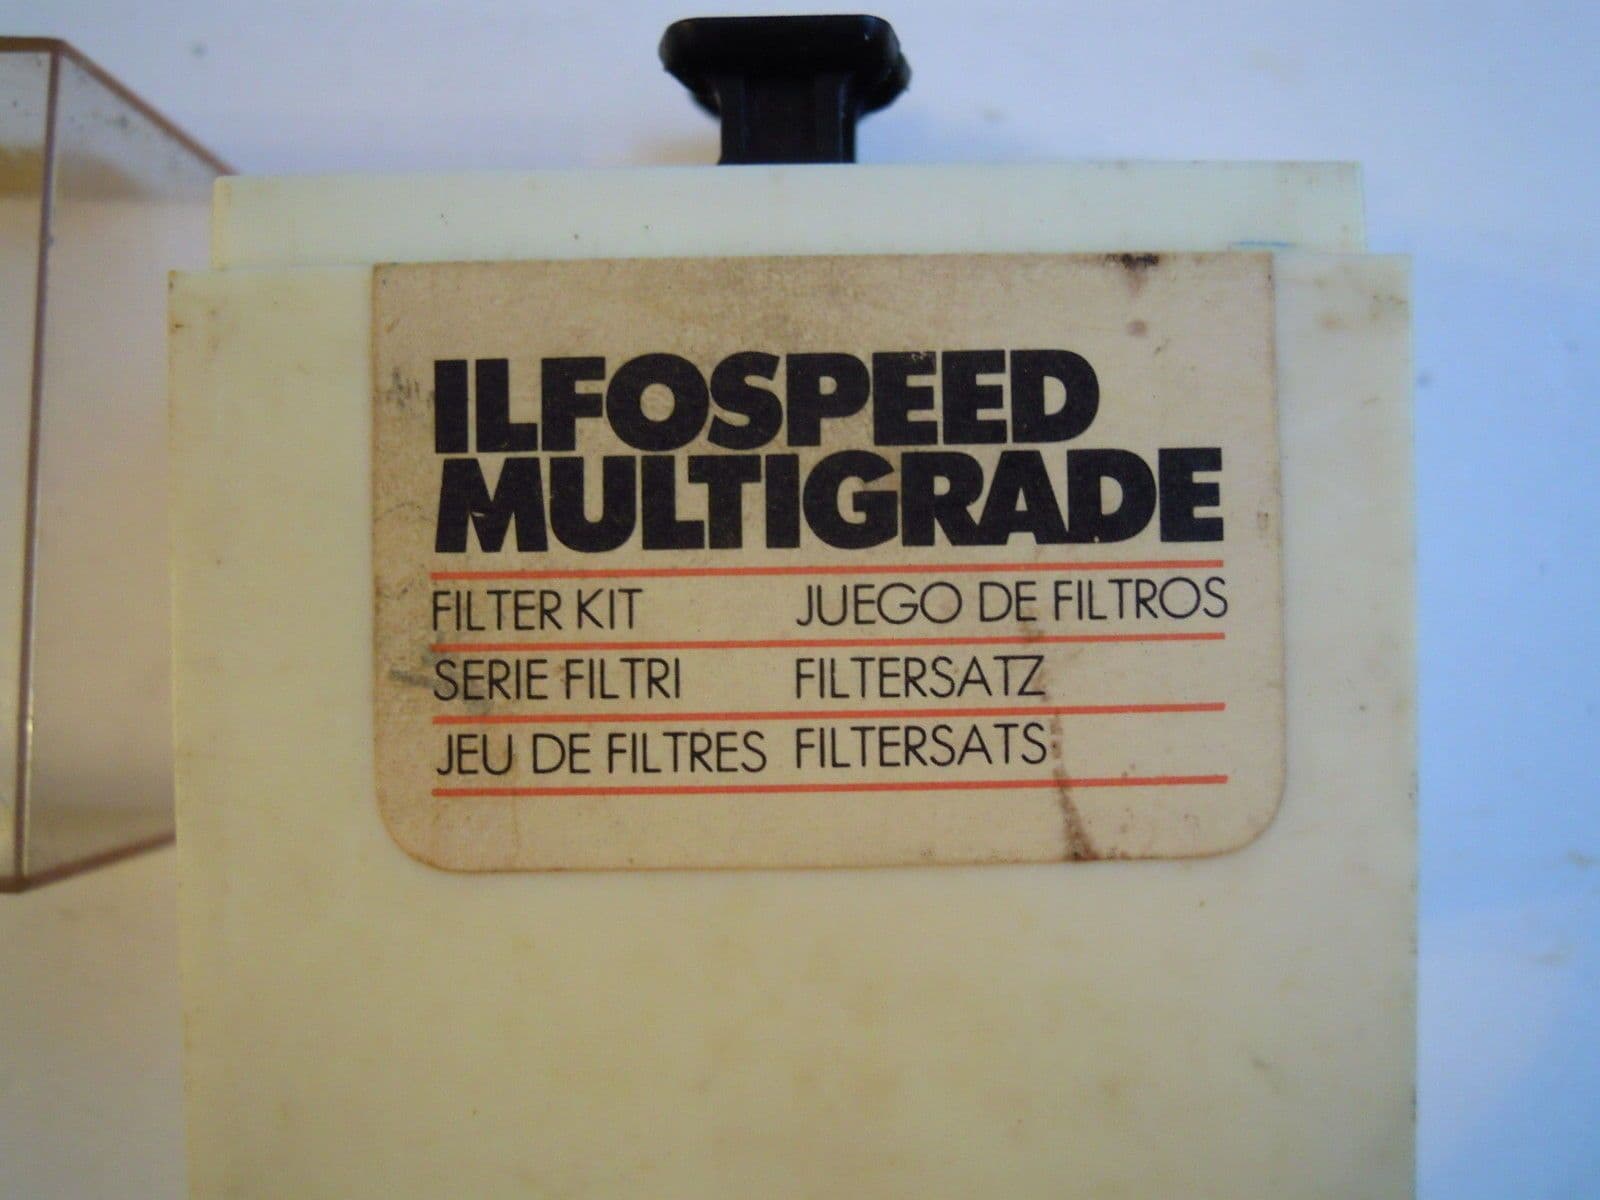 ILFOSPEED
MULTIGRADE
FILTER KIT JUEGO DE FILTROS
SERIE FILTRI FILTERSATZ
JEU DE FILTRES FILTERSATS